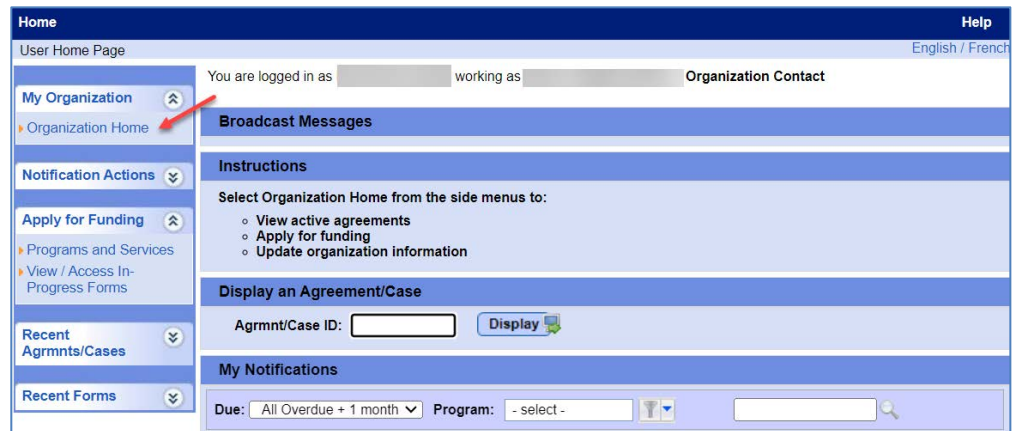 Home Help
User Home Page English / French
My Organization
Organization Home
Notification Actions
Apply for Funding
Programs and Services
View / Access In-
Progress Forms
Recent
Agrmnts/Cases
Recent Forms
You are logged in as working as Organization Contact
Broadcast Messages
Instructions
Select Organization Home from the side menus to:
View active agreements
Apply for funding
Update organization information
Display an Agreement/Case
Agrmnt/Case ID: Display
My Notifications
Due: All Overdue + 1 month Program: - select -